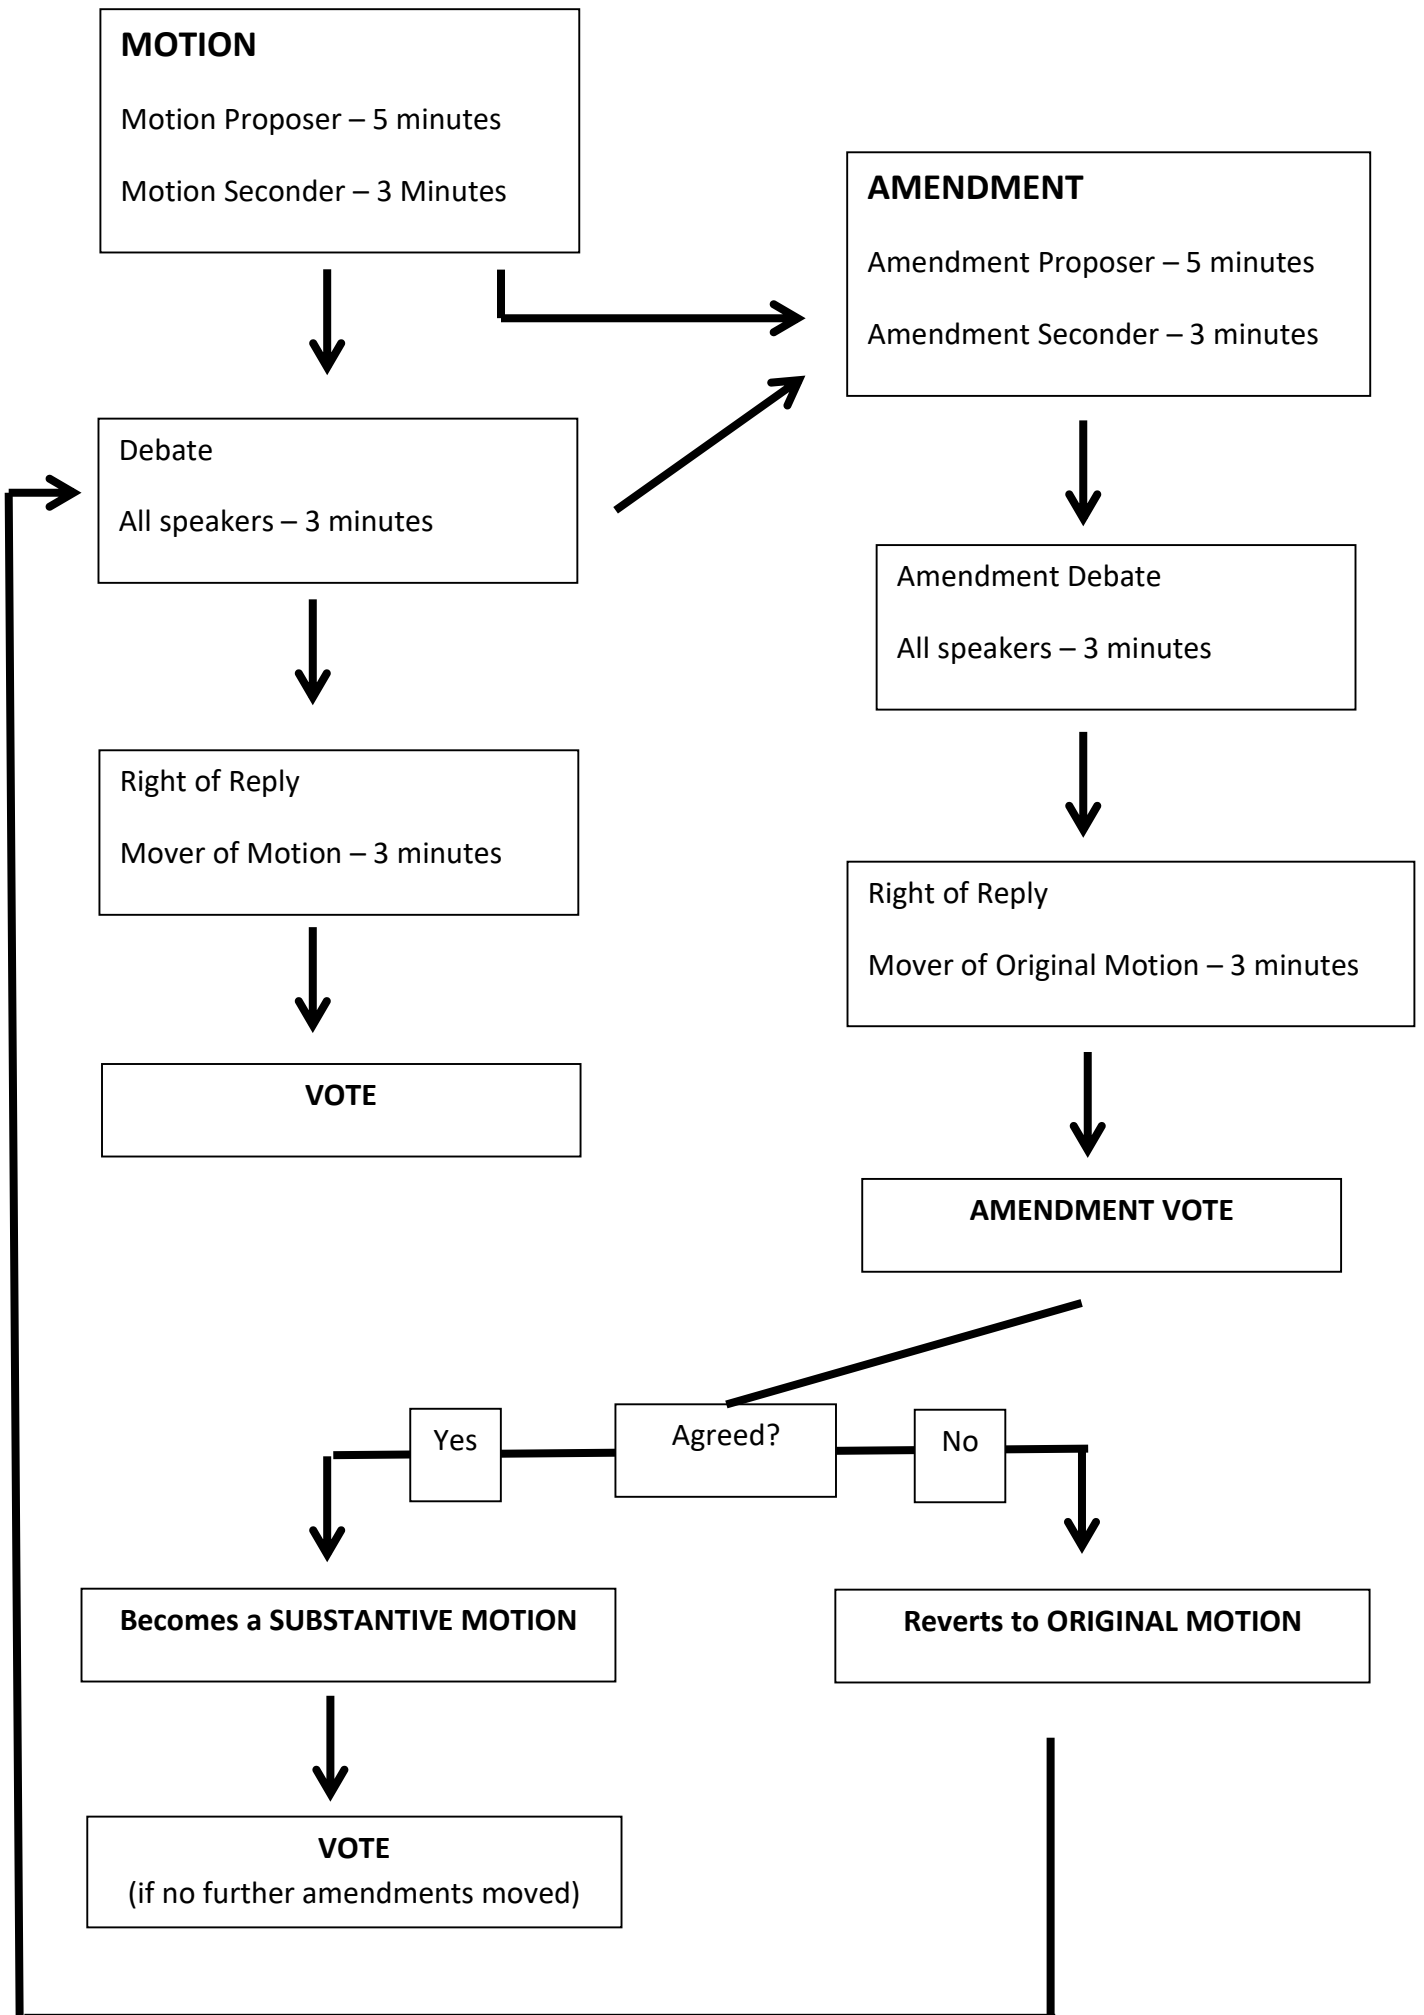 MOTION
Motion Proposer – 5 minutes
Motion Seconder – 3 Minutes
AMENDMENT
Amendment Proposer – 5 minutes
Amendment Seconder – 3 minutes
Debate
All speakers – 3 minutes
Amendment Debate
All speakers – 3 minutes
Right of Reply
Mover of Motion – 3 minutes
Right of Reply
Mover of Original Motion – 3 minutes
VOTE
AMENDMENT VOTE
Yes
Agreed?
No
Becomes a SUBSTANTIVE MOTION
Reverts to ORIGINAL MOTION
VOTE
(if no further amendments moved)